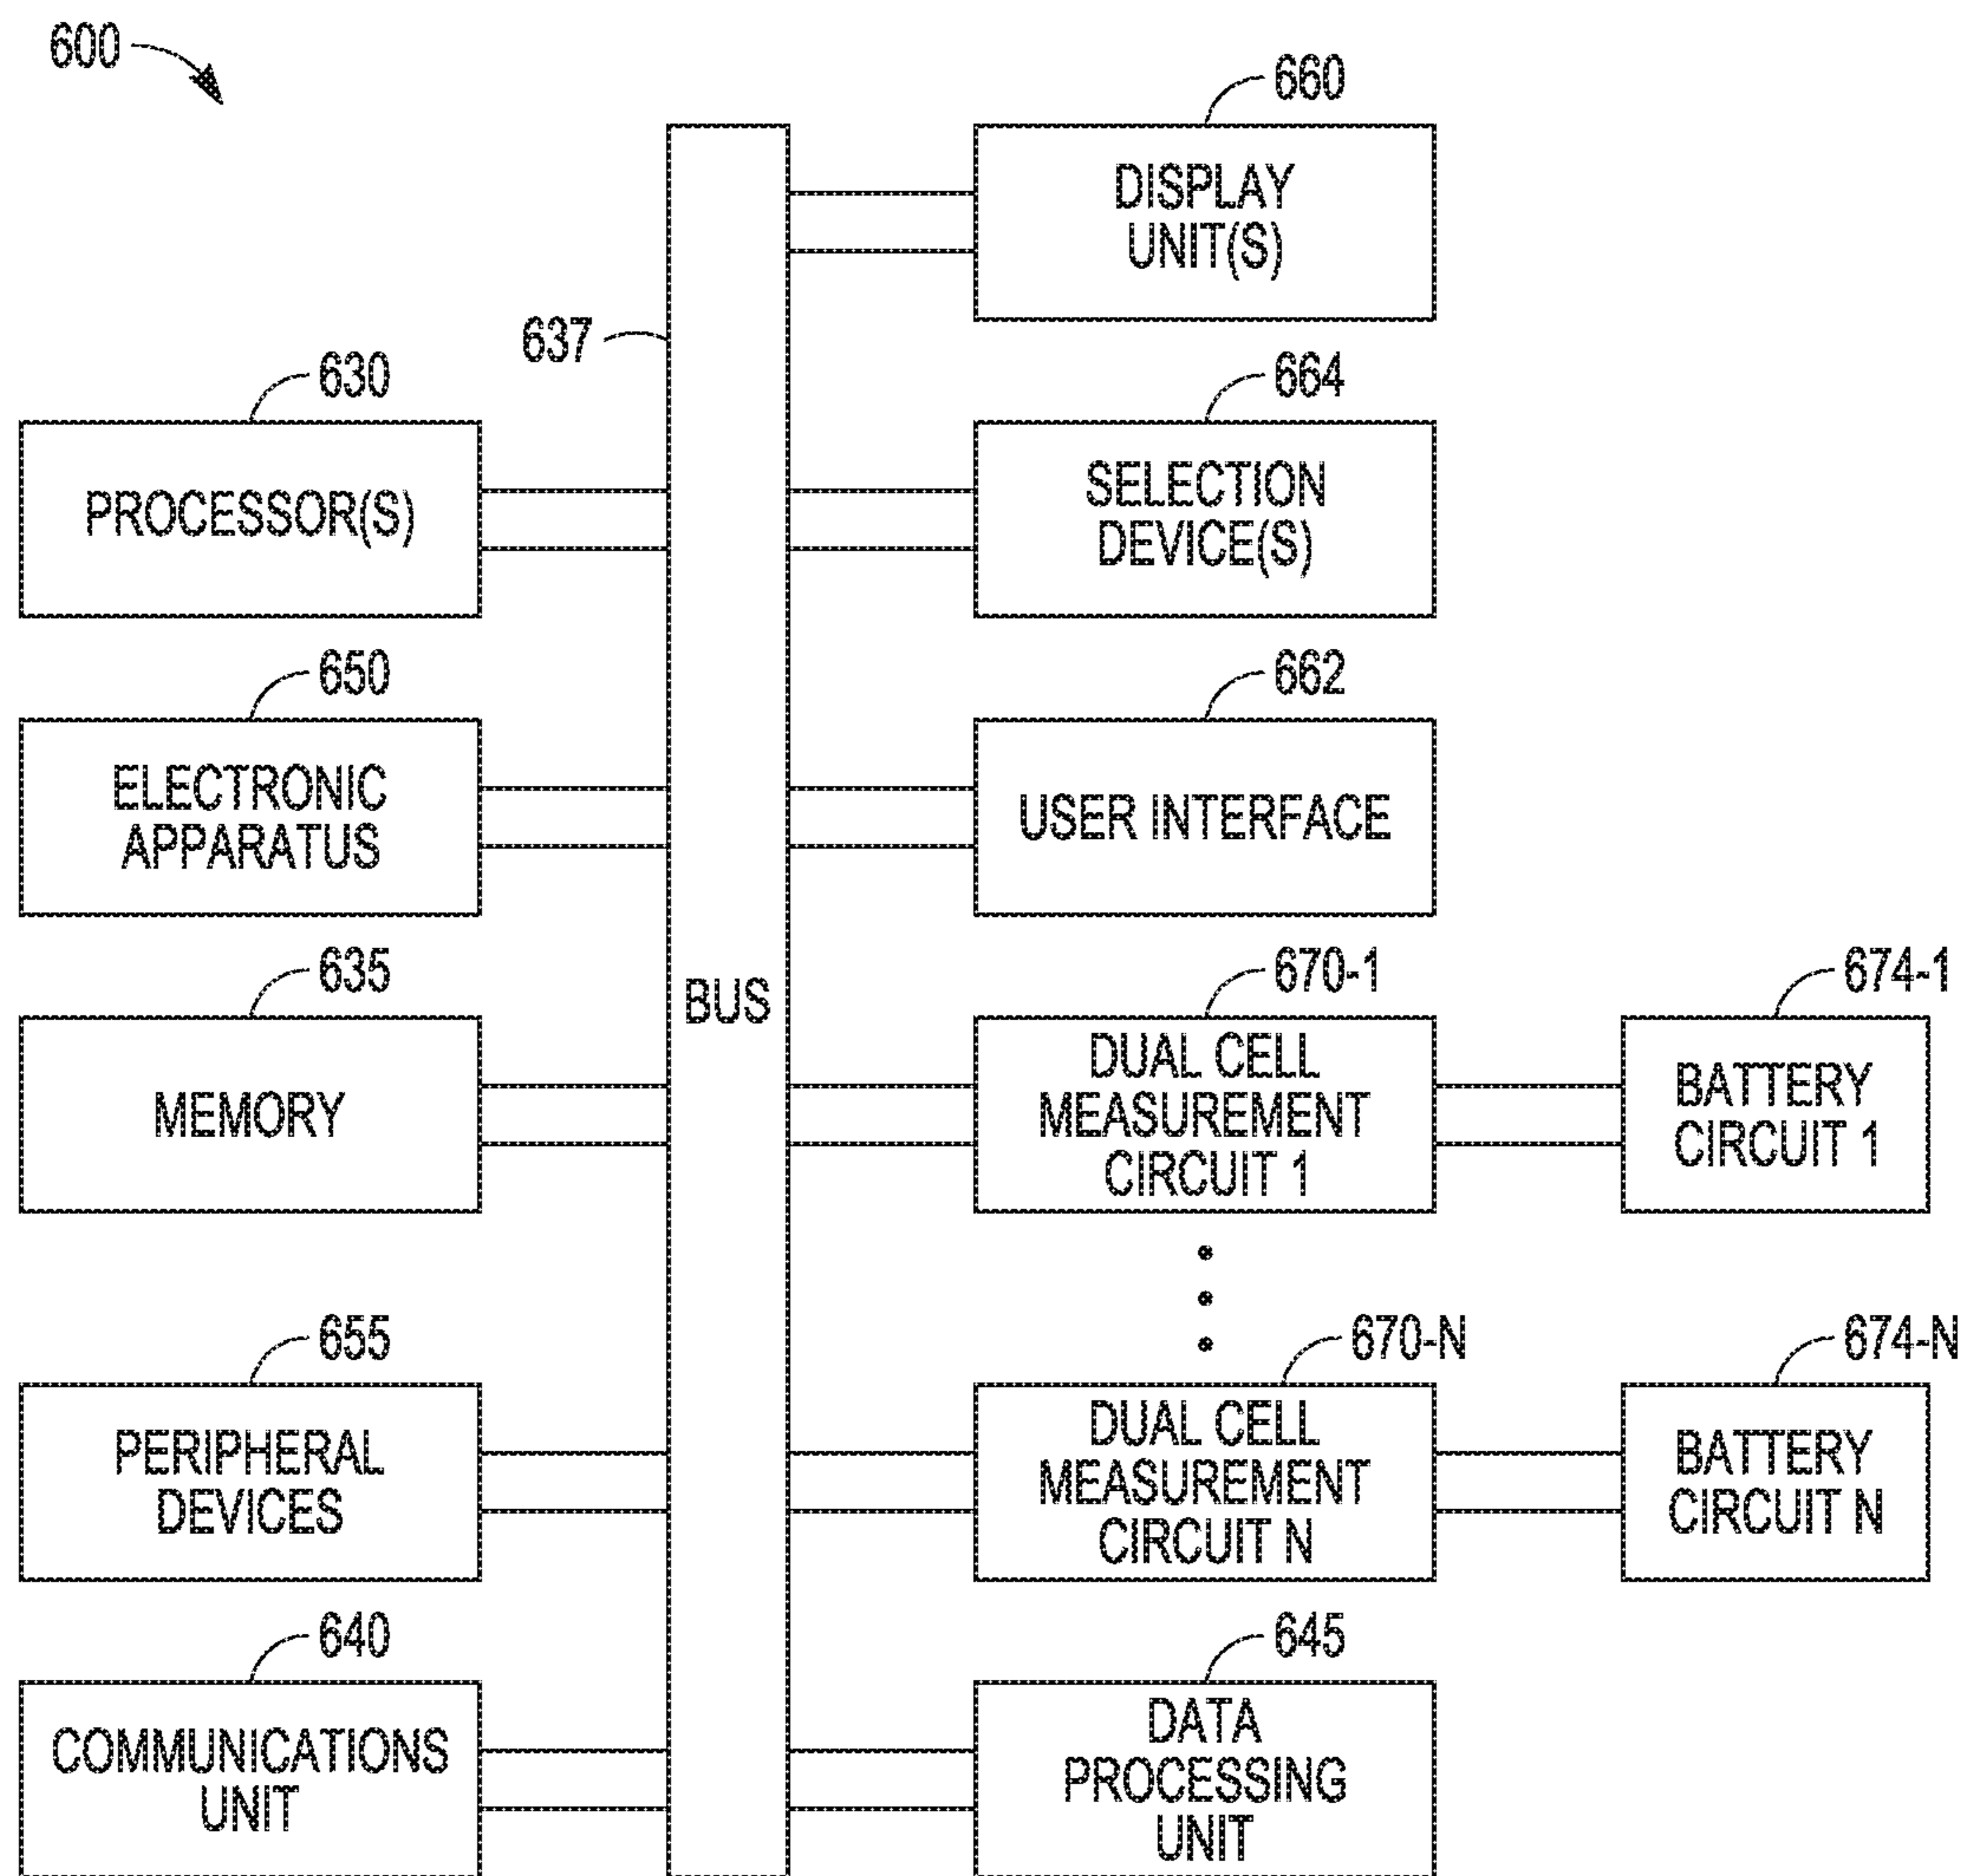 600
660
DISPLAY
UNIT(S)
637
630
664
PROCESSOR(S)
SELECTION
DEVICE(S)
650
662
ELECTRONIC
APPARATUS
USER INTERFACE
635
BUS
670-1
674-1
MEMORY
DUAL CELL
MEASUREMENT
CIRCUIT 1
BATTERY
CIRCUIT 1
655
670-N
674-N
PERIPHERAL
DEVICES
DUAL CELL
MEASUREMENT
CIRCUIT N
BATTERY
CIRCUIT N
640
645
COMMUNICATIONS
UNIT
DATA
PROCESSING
UNIT